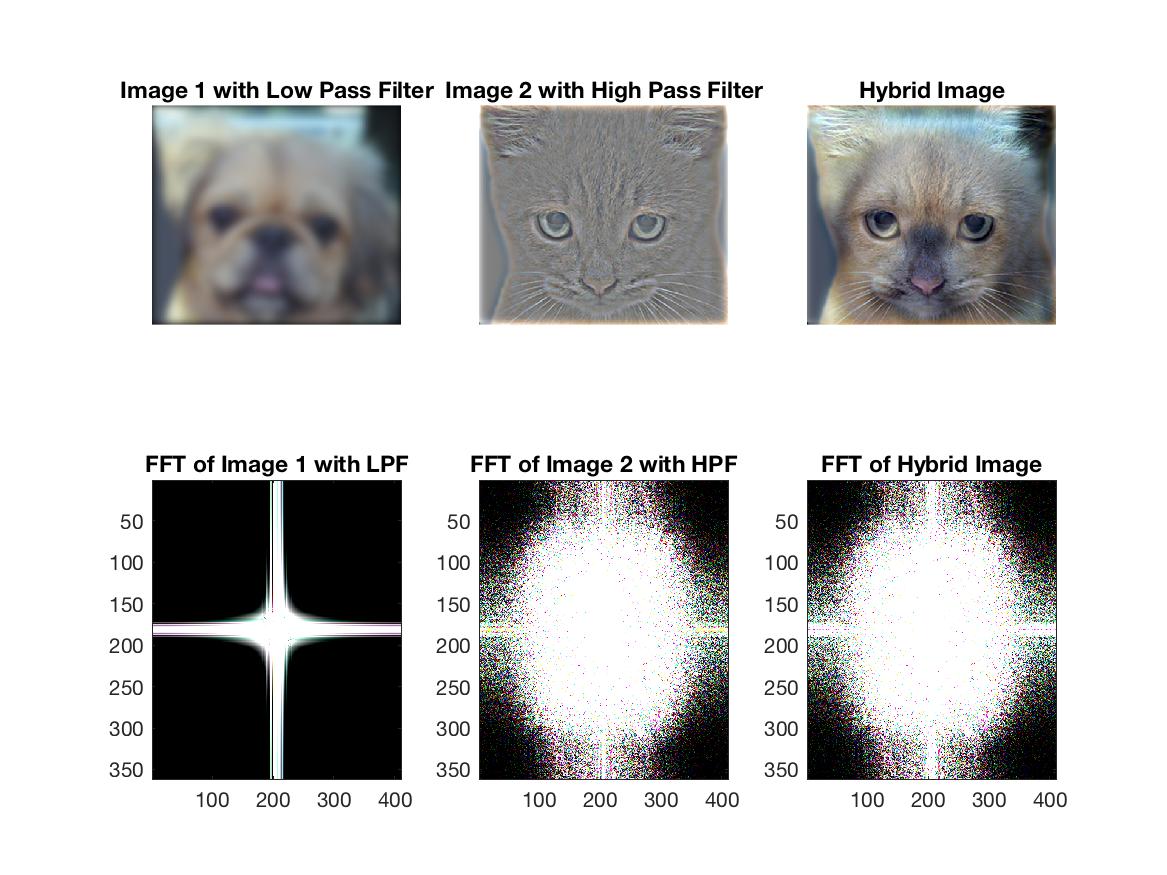 Image 1 with Low Pass Filter
Image 2 with High Pass Filter
Hybrid Image
FFT of Image 1 with LPF
50
100
150
200
250
300
350
100 200 300 400
FFT of Image 2 with HPF
50
100
150
200
250
300
350
100 200 300 400
FFT of Hybrid Image
50
100
150
200
250
300
350
100 200 300 400